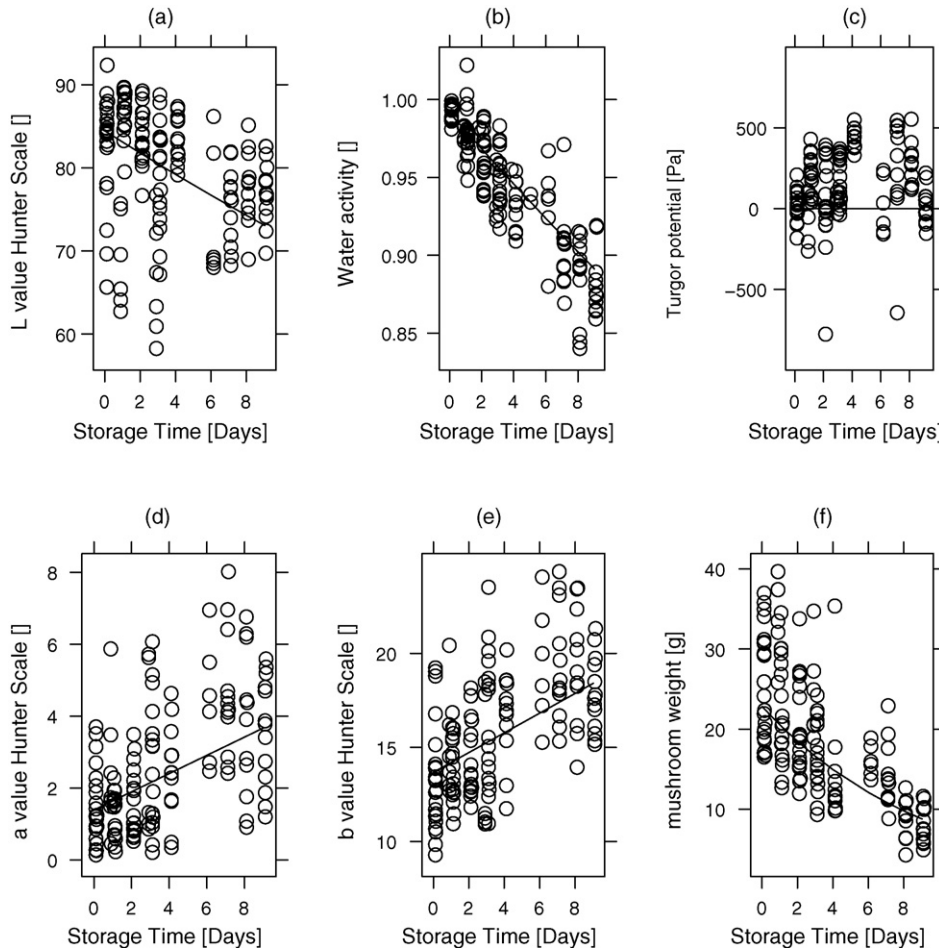 (a)
(b)
(c)
L value Hunter Scale []
90
80
70
60
0 2 4 6 8
Storage Time [Days]
Water activity []
1.00
0.95
0.90
0.85
0 2 4 6 8
Storage Time [Days]
Turgor potential [Pa]
500
0
−500
0 2 4 6 8
Storage Time [Days]
(d)
(e)
(f)
a value Hunter Scale []
8
6
4
2
0
0 2 4 6 8
Storage Time [Days]
b value Hunter Scale []
20
15
10
0 2 4 6 8
Storage Time [Days]
mushroom weight [g]
40
30
20
10
0 2 4 6 8
Storage Time [Days]